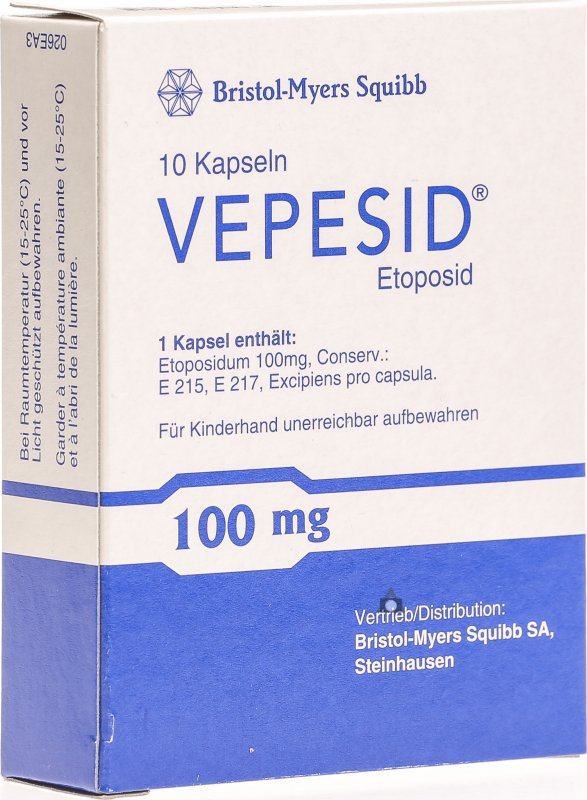 026EA3
Bei Raumtemperatur (15-25°C) und vor
Licht geschützt aufbewahren.
Garder à température ambiante (15-25°C)
et à l'abri de la lumière.
Bristol-Myers Squibb
10 Kapseln
VEPESID®
Etoposid
1 Kapsel enthält:
Etoposidum 100mg, Conserv.:
E 215, E 217, Excipiens pro capsula.
Für Kinderhand unerreichbar aufbewahren
100 mg
Vertrieb/Distribution:
Bristol-Myers Squibb SA,
Steinhausen